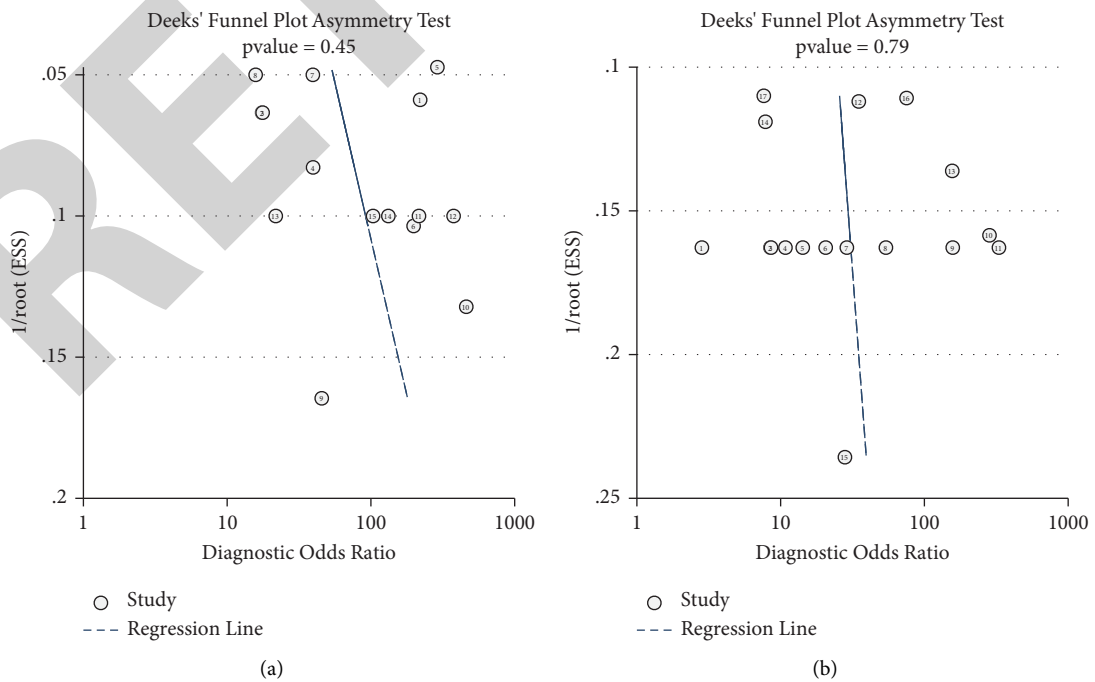 Deeks' Funnel Plot Asymmetry Test
pvalue = 0.45
5
.05
8 7
1
4
.1
13 15 14 11 12
6
10
.15
9
.2
1/root (ESS)
1 10 100 1000
Diagnostic Odds Ratio
Study
Regression Line
(a)
Deeks' Funnel Plot Asymmetry Test
pvalue = 0.79
.1
17 12 16
14
13
.15
10
1 4 5 6 7 8 9 11
.2
15
.25
1/root (ESS)
1 10 100 1000
Diagnostic Odds Ratio
Study
Regression Line
(b)